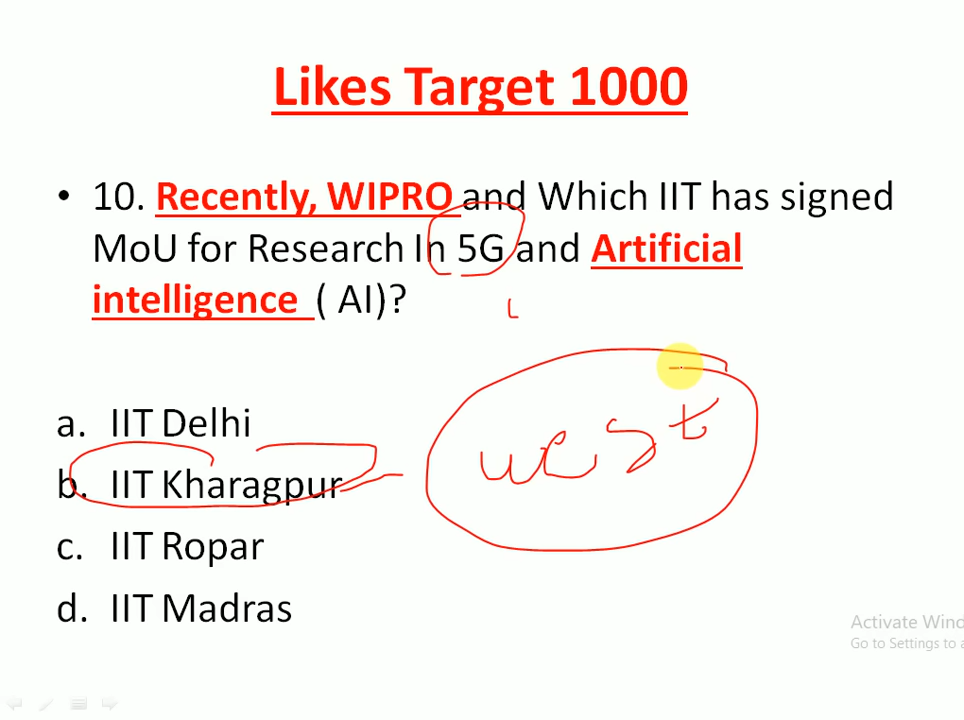 Likes Target 1000
• 10. Recently, WIPRO and Which IIT has signed
MoU for Research In 5G and Artificial
intelligence ( AI)?
a. IIT Delhi
b. IIT Kharagpur
west
c. IIT Ropar
d. IIT Madras
Activate Wind
Go to Settings to a